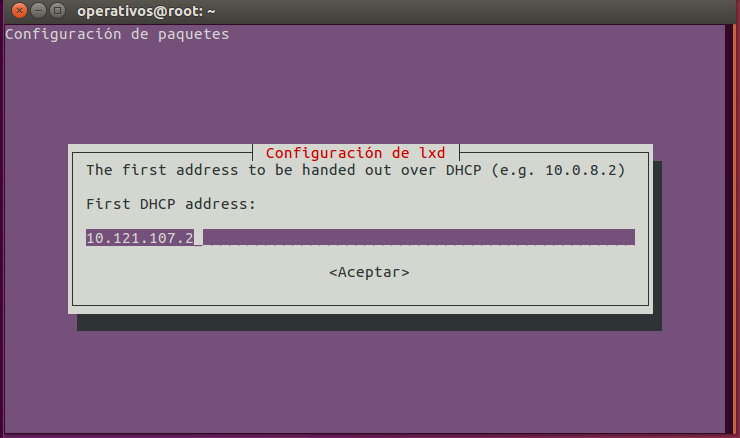 operativos@root: ~
Configuración de paquetes
Configuración de lxd
The first address to be handed out over DHCP (e.g. 10.0.8.2)
First DHCP address:
10.121.107.2
<Aceptar>